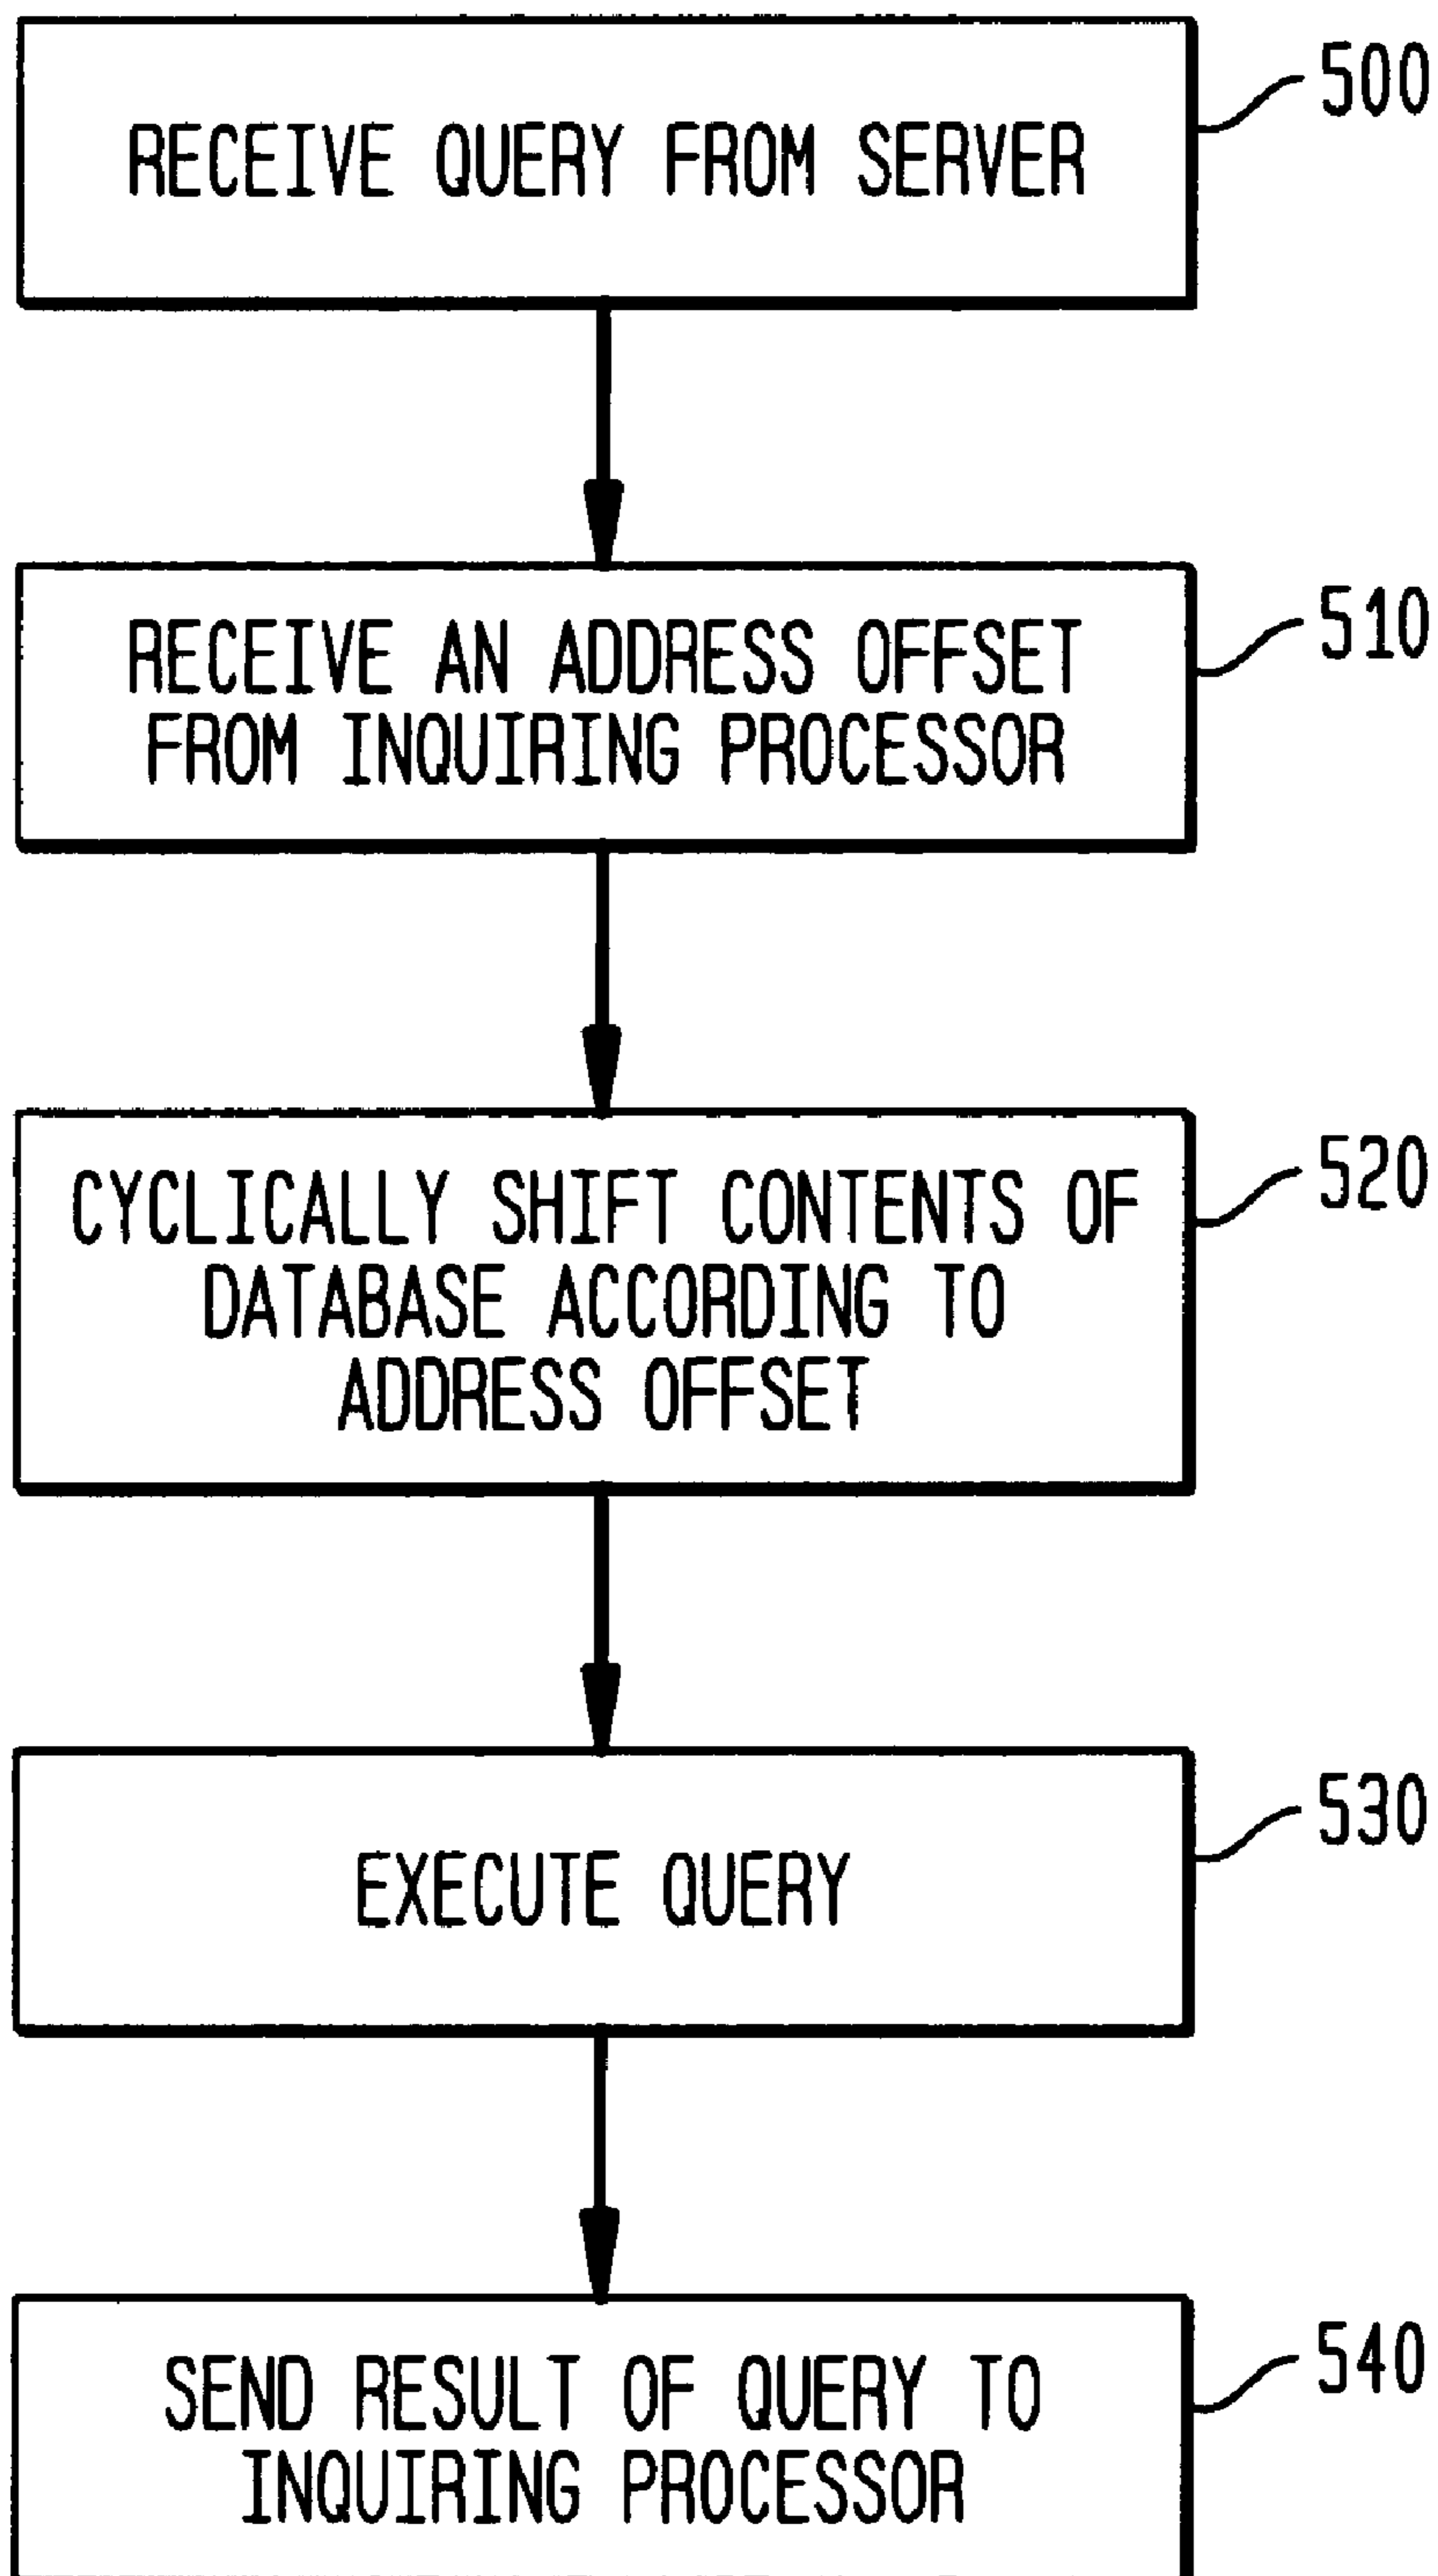 RECEIVE QUERY FROM SERVER
500
RECEIVE AN ADDRESS OFFSET
FROM INQUIRING PROCESSOR
510
CYCLICALLY SHIFT CONTENTS OF
DATABASE ACCORDING TO
ADDRESS OFFSET
520
EXECUTE QUERY
530
SEND RESULT OF QUERY TO
INQUIRING PROCESSOR
540